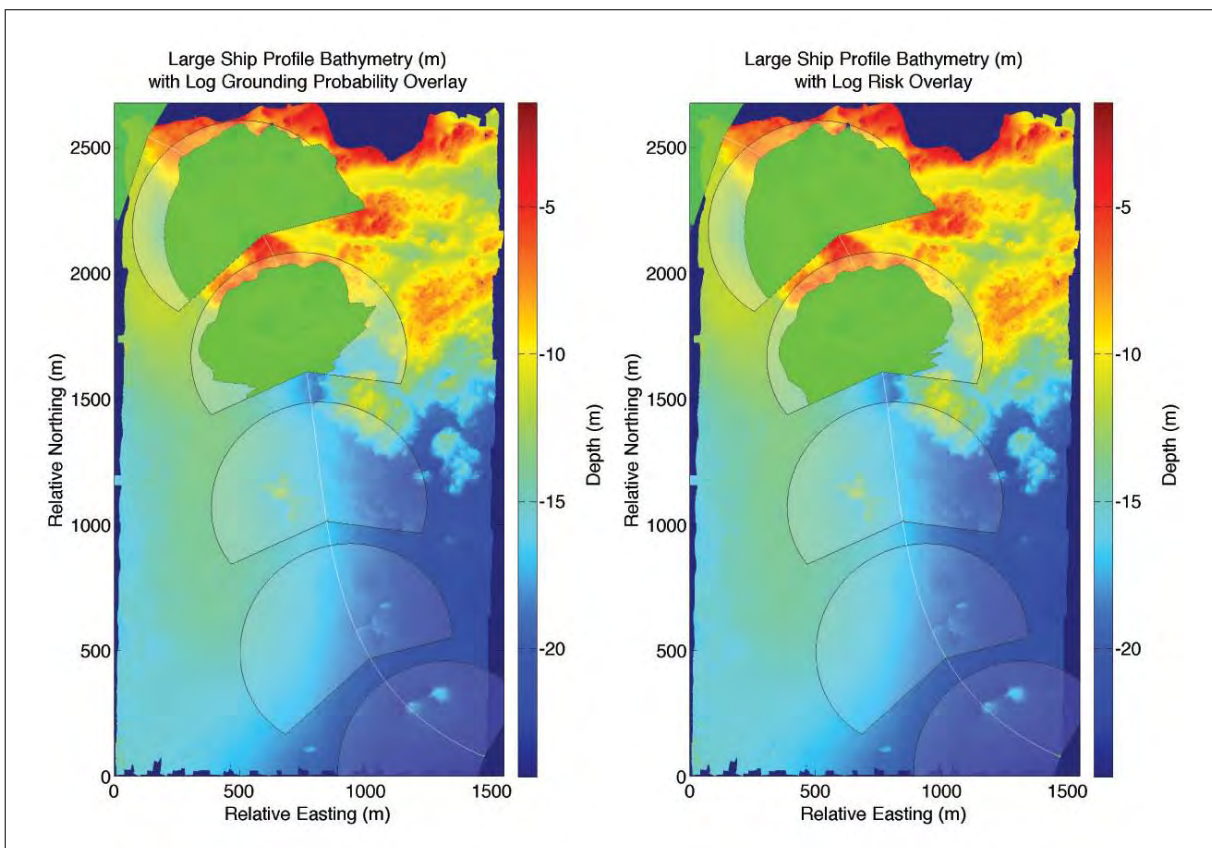 Large Ship Profile Bathymetry (m)
with Log Grounding Probability Overlay
2500
2000
1500
1000
500
0
Relative Northing (m)
0
500
1000
1500
Relative Easting (m)
-5
-10
-15
-20
Depth (m)
Large Ship Profile Bathymetry (m)
with Log Risk Overlay
2500
2000
1500
1000
500
0
Relative Northing (m)
0
500
1000
1500
Relative Easting (m)
-5
-10
-15
-20
Depth (m)